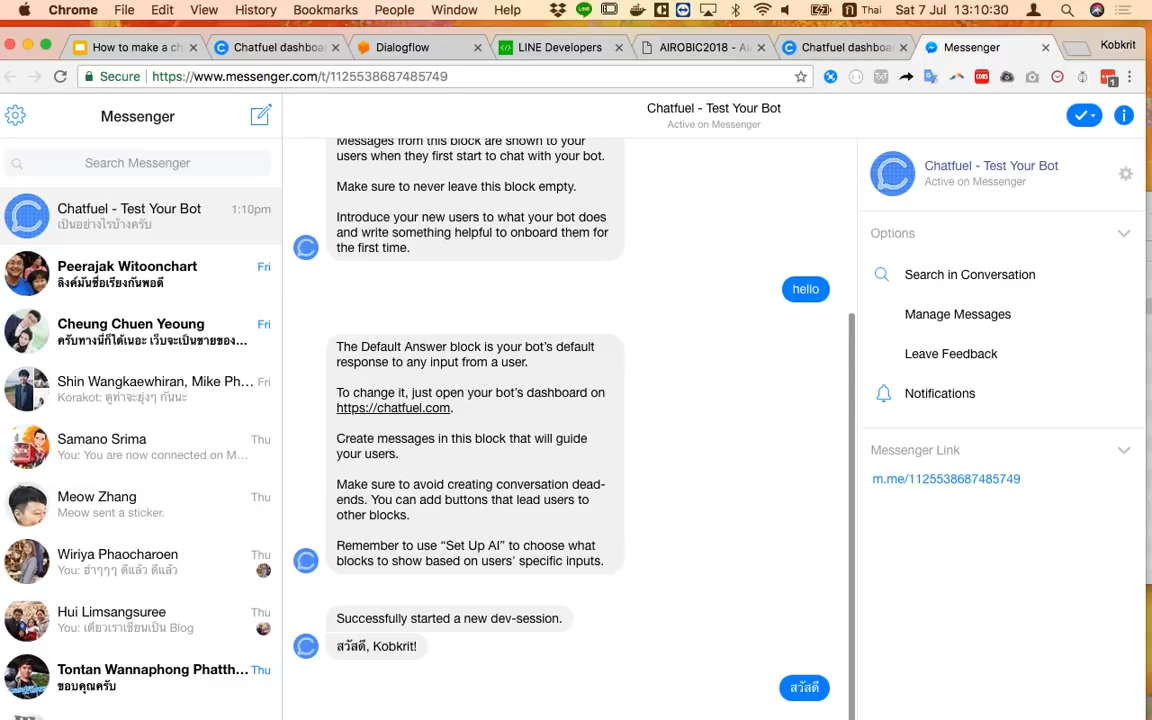 Chrome File Edit View History Bookmarks People Window Help Thai Sat 7 Jul 13:10:30
How to make a ch
Chatfuel dashboar
Dialogflow
LINE Developers
AIROBIC2018 - A
Chatfuel dashboar
Messenger
Kobkrit
Secure https://www.messenger.com/t/1125538687485749
Messenger
Search Messenger
Chatfuel - Test Your Bot 1:10pm
เป็นอย่างไรบ้างครับ
Peerajak Witoonchart Fri
ลิงค์มันชื่อเรียงกันพอดี
Cheung Chuen Yeoung Fri
ครับทางนี้ก็ได้เนอะ เว็บจะเป็นขายของ…
Shin Wangkaewhiran, Mike Ph… Fri
Korakot: ดูท่าจะยุ่งๆ กันนะ
Samano Srima Thu
You: You are now connected on M…
Meow Zhang Thu
Meow sent a sticker.
Wiriya Phaocharoen Thu
You: ฮ่าๆๆๆ ดีแล้ว ดีแล้ว
Hui Limsangsuree Thu
You: เดี๋ยวเราเขียนเป็น Blog
Tontan Wannaphong Phatth… Thu
ขอบคุณครับ
Chatfuel - Test Your Bot
Active on Messenger
Messages from this block are shown to your
users when they first start to chat with your bot.
Make sure to never leave this block empty.
Introduce your new users to what your bot does
and write something helpful to onboard them for
the first time.
hello
The Default Answer block is your bot's default
response to any input from a user.
To change it, just open your bot's dashboard on
https://chatfuel.com.
Create messages in this block that will guide
your users.
Make sure to avoid creating conversation dead-
ends. You can add buttons that lead users to
other blocks.
Remember to use “Set Up AI” to choose what
blocks to show based on users' specific inputs.
Successfully started a new dev-session.
สวัสดี, Kobkrit!
สวัสดี
Chatfuel - Test Your Bot
Active on Messenger
Options
Search in Conversation
Manage Messages
Leave Feedback
Notifications
Messenger Link
m.me/1125538687485749